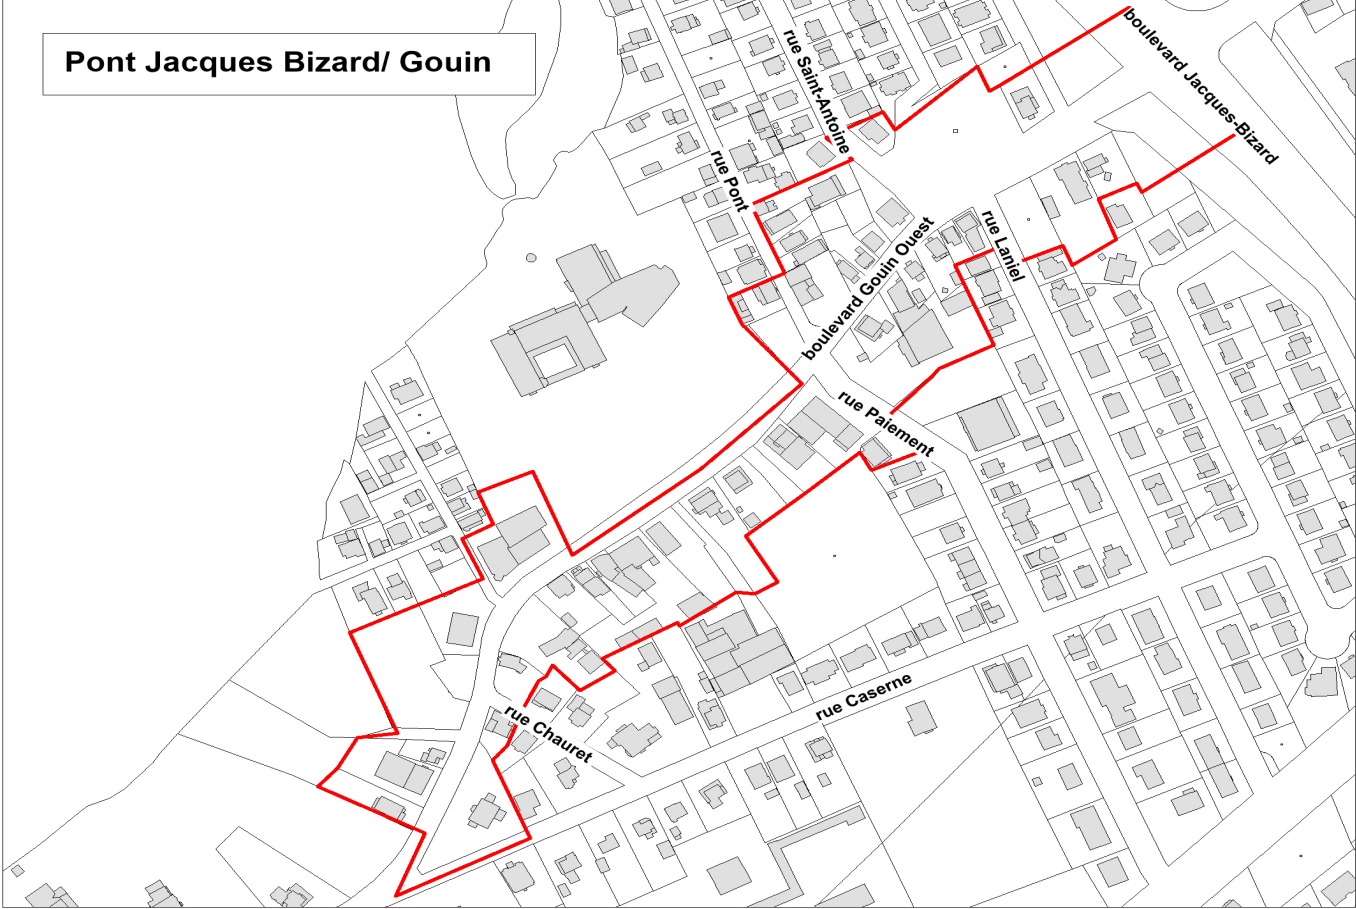 Pont Jacques Bizard/ Gouin
boulevard Jacques-Bizard
rue Saint-Antoine
rue Pont
rue Laniel
boulevard Gouin Ouest
rue Paiement
rue Caserne
rue Chauret